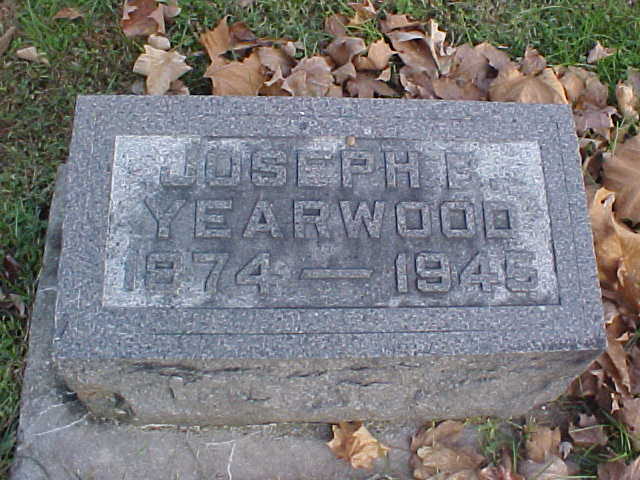 JOSEPH E.
YEARWOOD
1874 — 1945